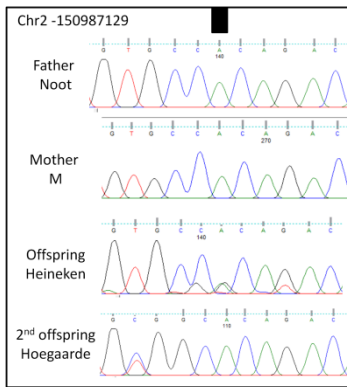 Chr2 -150987129
G T G C C A C A G A C
140
Father
Noot
G T G C C A C A G A C
270
Mother
M
G T G C C A C A G A C
140
Offspring
Heineken
G C G G C A C A G A C
110
2nd offspring
Hoegaarde